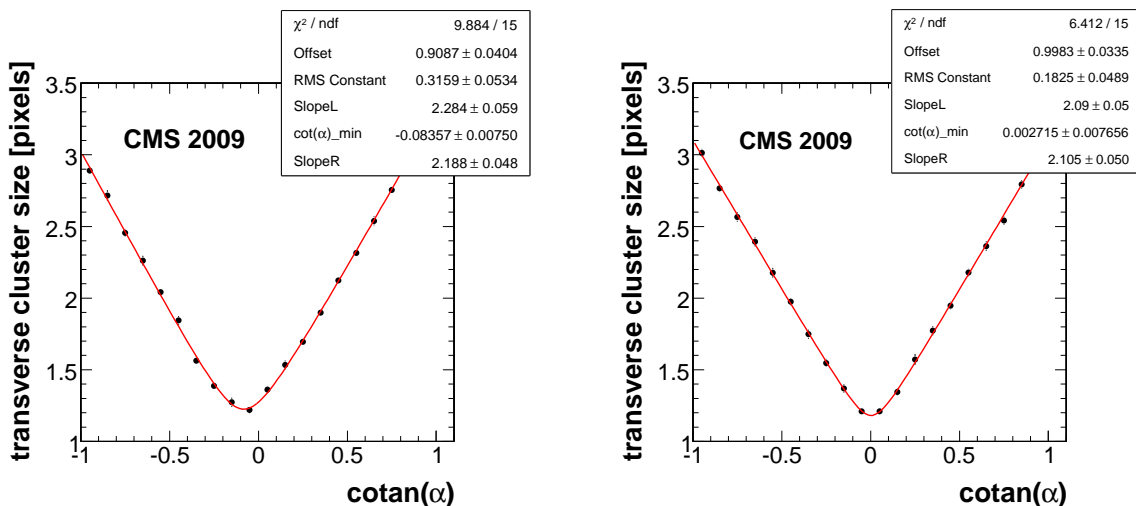 χ² / ndf 9.884 / 15
Offset 0.9087 ± 0.0404
RMS Constant 0.3159 ± 0.0534
SlopeL 2.284 ± 0.059
cot(α)_min -0.08357 ± 0.00750
SlopeR 2.188 ± 0.048
CMS 2009
transverse cluster size [pixels]
3.5
3
2.5
2
1.5
1
-1 -0.5 0 0.5 1
cotan(α)
χ² / ndf 6.412 / 15
Offset 0.9983 ± 0.0335
RMS Constant 0.1825 ± 0.0489
SlopeL 2.09 ± 0.05
cot(α)_min 0.002715 ± 0.007656
SlopeR 2.105 ± 0.050
CMS 2009
transverse cluster size [pixels]
3.5
3
2.5
2
1.5
1
-1 -0.5 0 0.5 1
cotan(α)